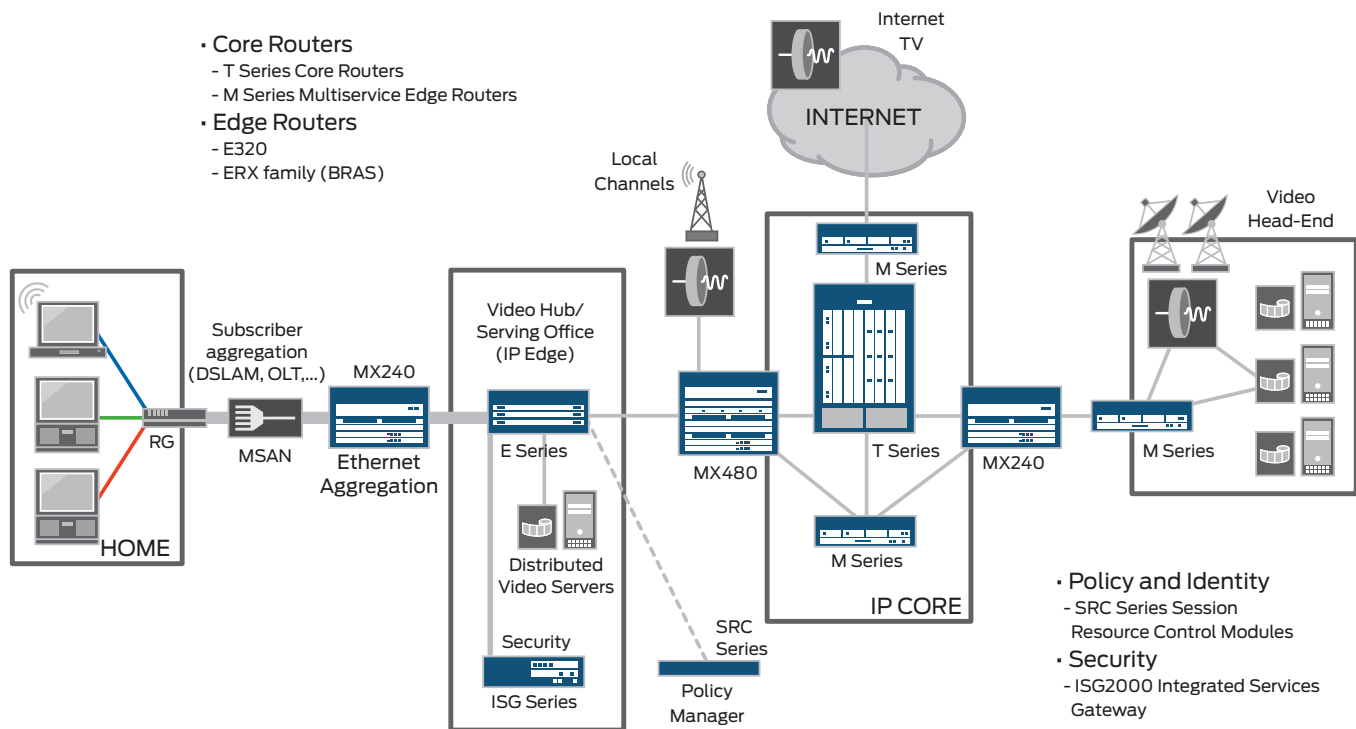 · Core Routers
- T Series Core Routers
- M Series Multiservice Edge Routers
· Edge Routers
- E320
- ERX family (BRAS)
Internet
TV
INTERNET
Local
Channels
Video
Head-End
M Series
Video Hub/
Serving Office
(IP Edge)
Subscriber
aggregation
(DSLAM, OLT,...)
MX240
RG
MSAN
Ethernet
Aggregation
E Series
MX480
T Series
MX240
M Series
HOME
Distributed
Video Servers
M Series
IP CORE
Security
ISG Series
SRC
Series
Policy
Manager
· Policy and Identity
- SRC Series Session
Resource Control Modules
· Security
- ISG2000 Integrated Services
Gateway